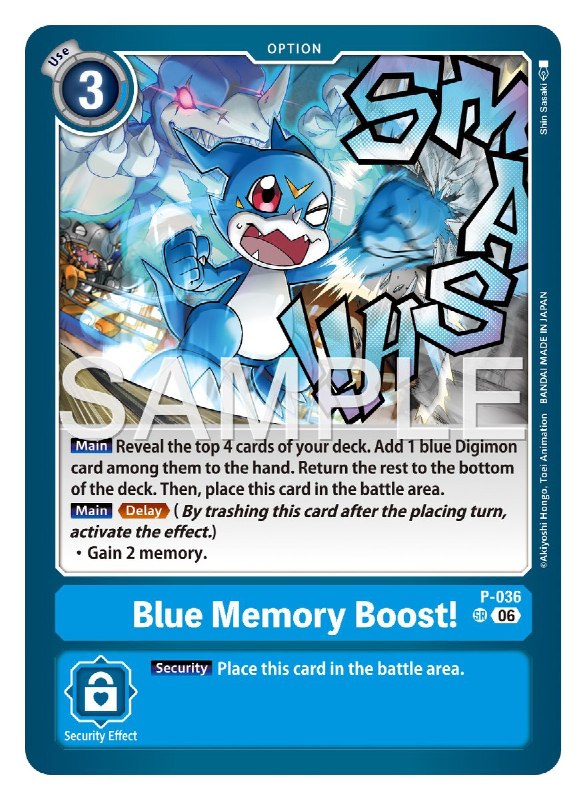 OPTION
Use
3
SMASH!!
Shin Sasaki
SAMPLE
Main Reveal the top 4 cards of your deck. Add 1 blue Digimon
card among them to the hand. Return the rest to the bottom
of the deck. Then, place this card in the battle area.
Main Delay ( By trashing this card after the placing turn,
activate the effect.)
・Gain 2 memory.
©Akiyoshi Hongo, Toei Animation BANDAI MADE IN JAPAN
P-036
Blue Memory Boost!
SR 06
Security Place this card in the battle area.
Security Effect